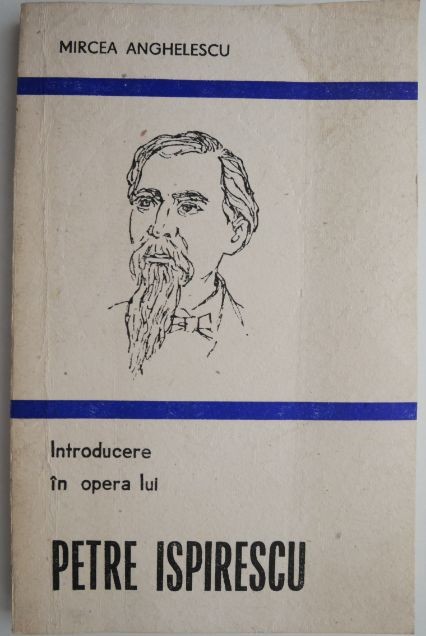 MIRCEA ANGHELESCU
Introducere
în opera lui
PETRE ISPIRESCU